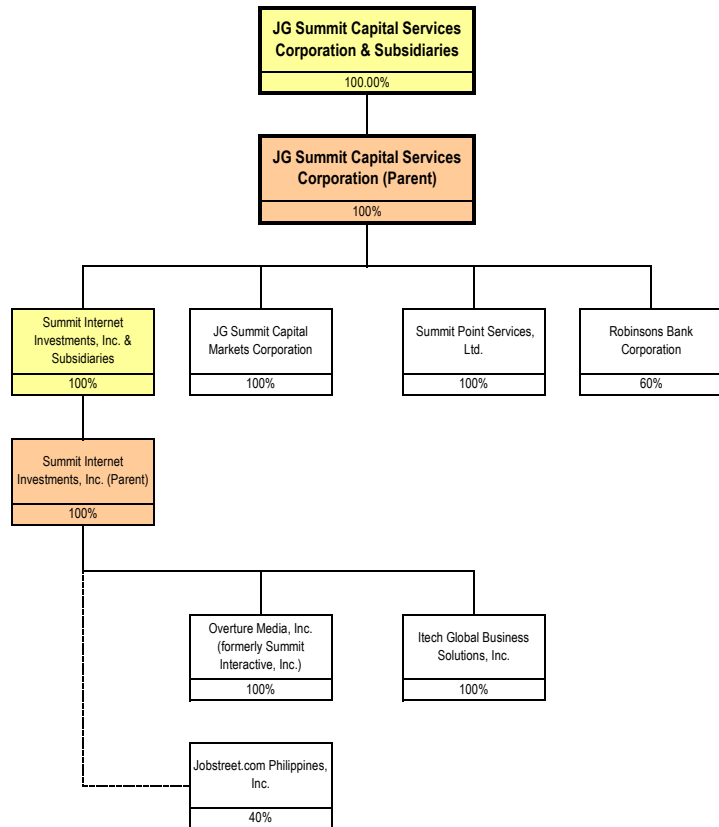 JG Summit Capital Services
Corporation & Subsidiaries
100.00%
JG Summit Capital Services
Corporation (Parent)
100%
Summit Internet
Investments, Inc. &
Subsidiaries
100%
JG Summit Capital
Markets Corporation
100%
Summit Point Services,
Ltd.
100%
Robinsons Bank
Corporation
60%
Summit Internet
Investments, Inc. (Parent)
100%
Overture Media, Inc.
(formerly Summit
Interactive, Inc.)
100%
Itech Global Business
Solutions, Inc.
100%
Jobstreet.com Philippines,
Inc.
40%